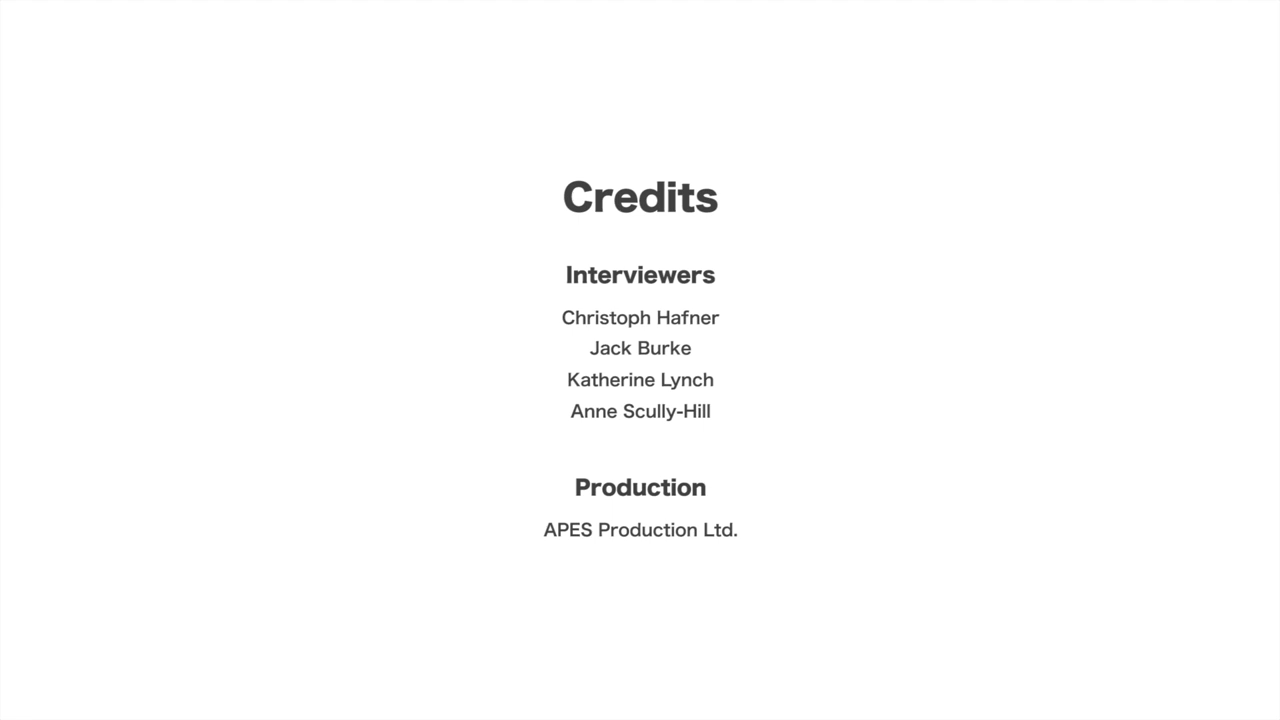 Credits
Interviewers
Christoph Hafner
Jack Burke
Katherine Lynch
Anne Scully-Hill
Production
APES Production Ltd.